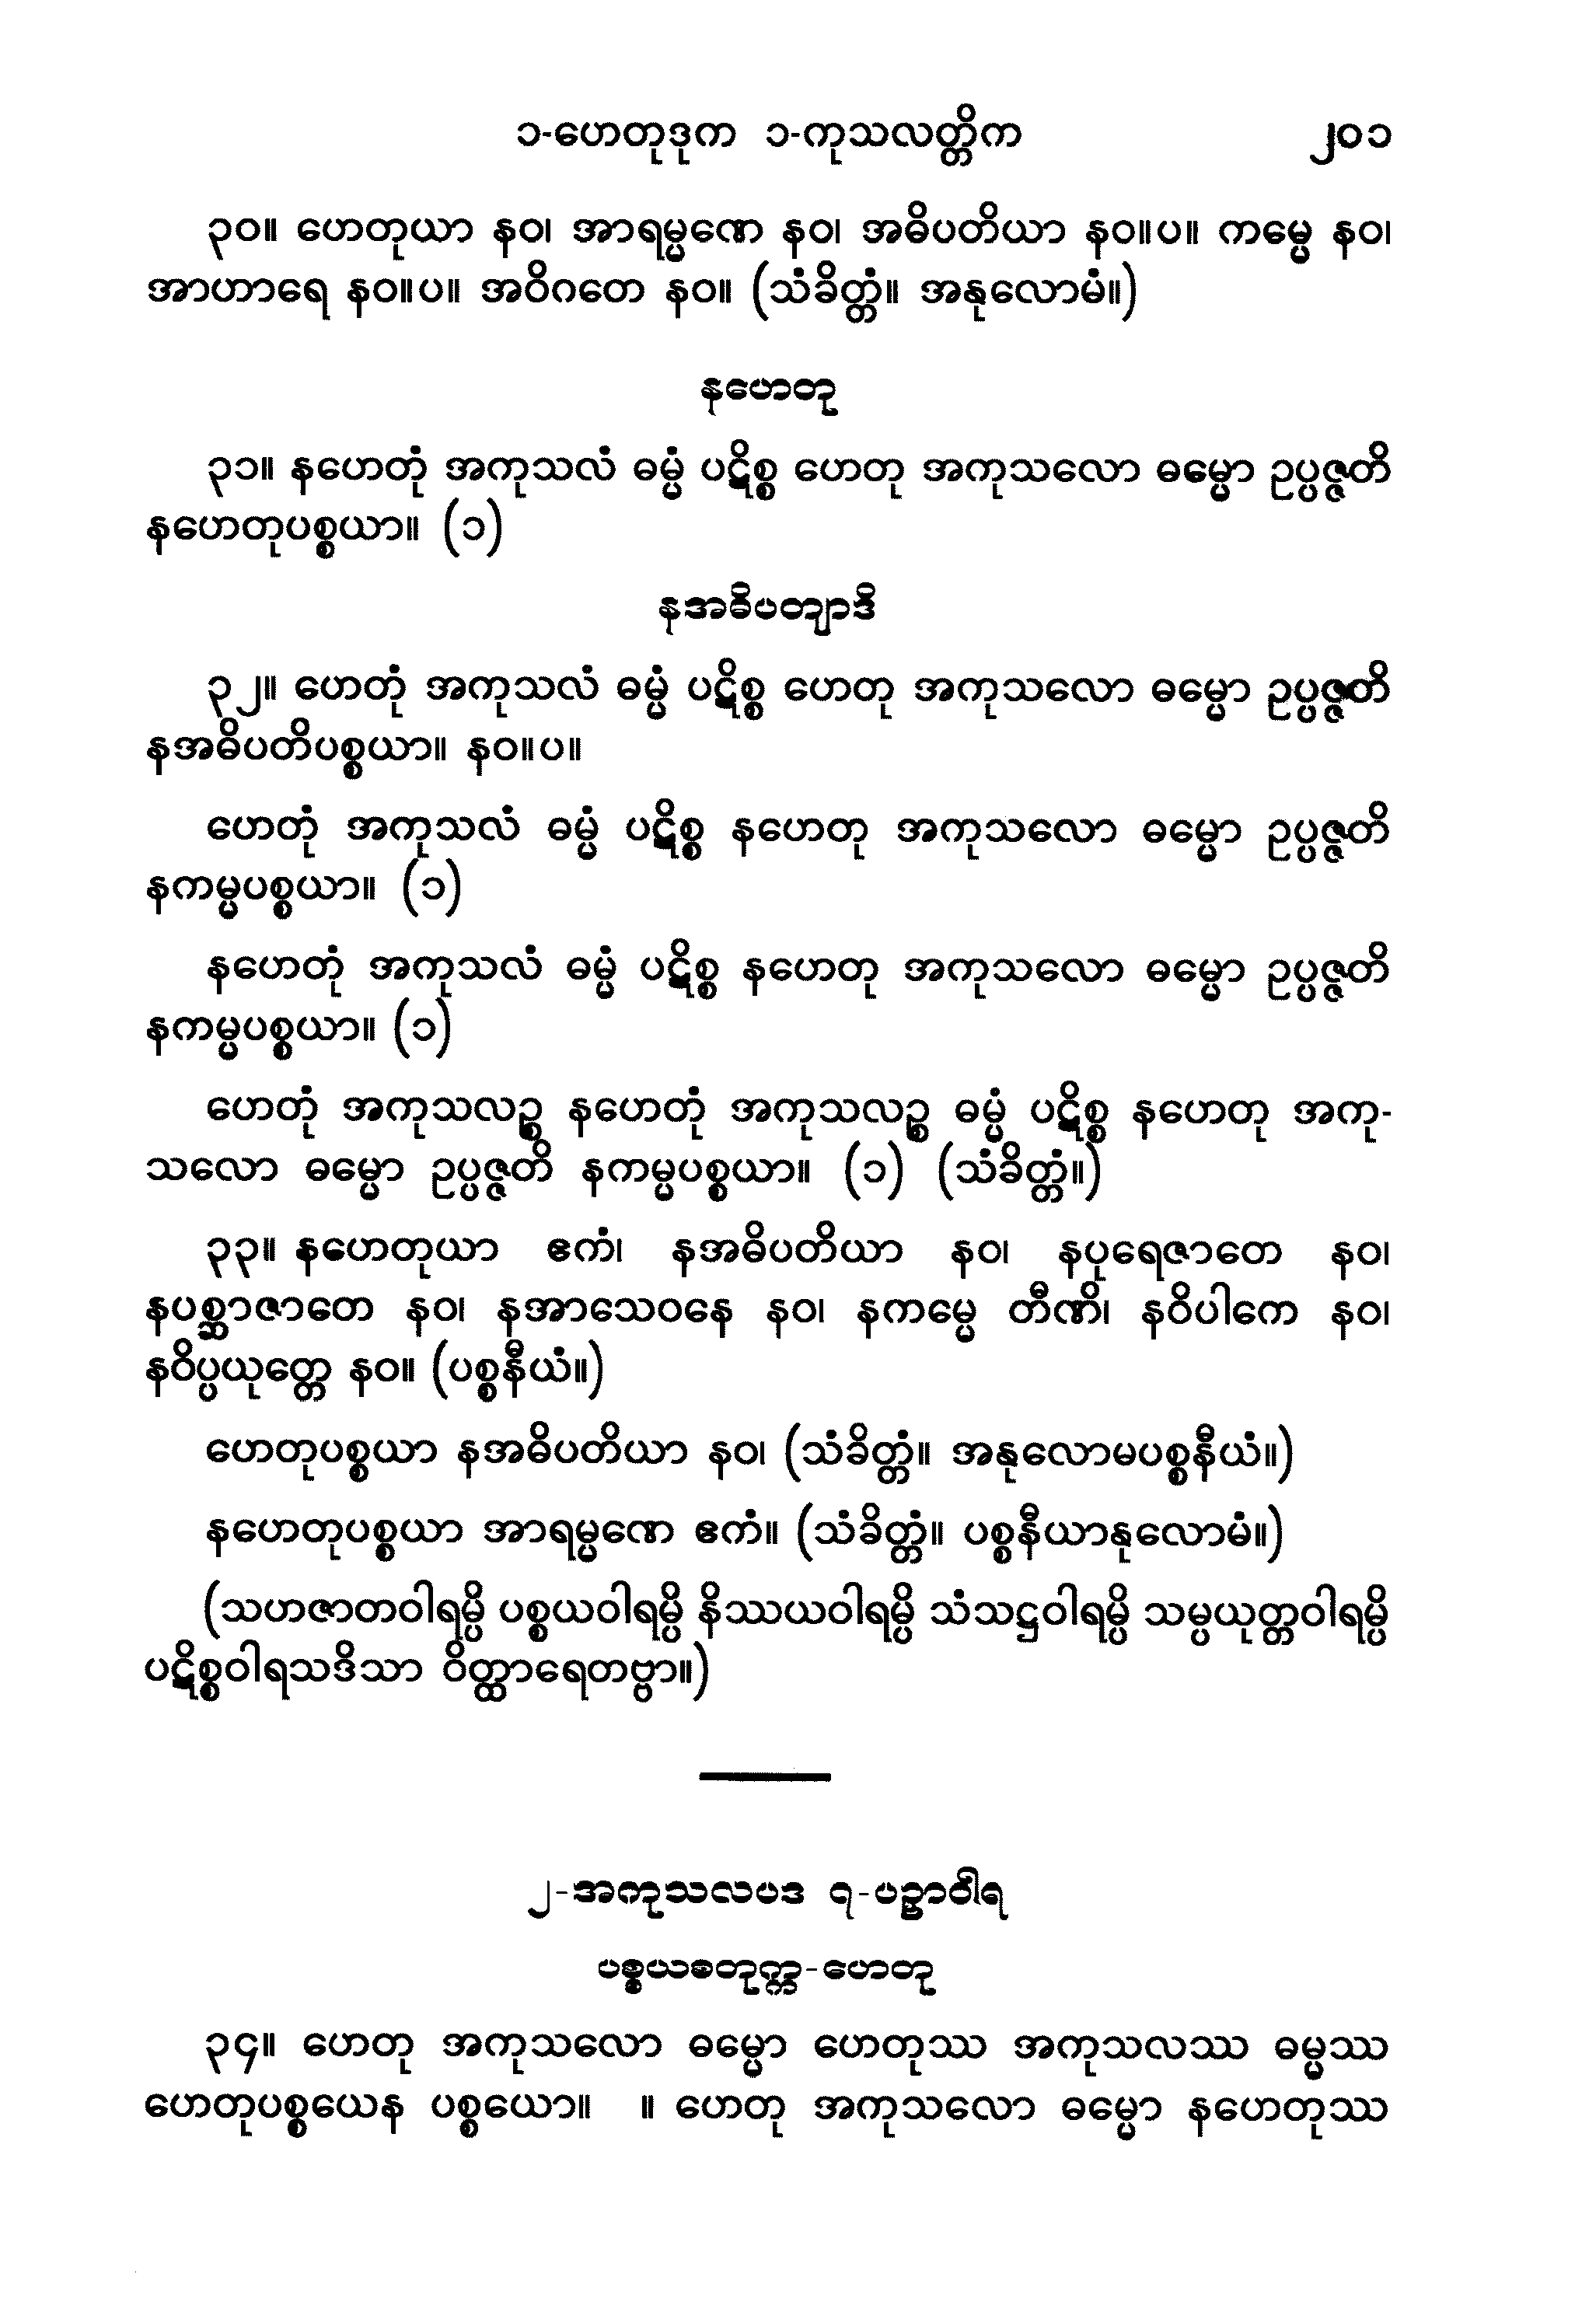 ၁-ဟေတုဒုက ၁-ကုသလတ္တိက ၂၀၁
၃၀။ ဟေတုယာ နဝ၊ အာရမ္မဏေ နဝ၊ အဓိပတိယာ နဝ။ပ။ ကမ္မေ နဝ၊
အာဟာရေ နဝ။ပ။ အဝိဂတေ နဝ။ (သံခိတ္တံ။ အနုလောမံ။)
နဟေတု
၃၁။ နဟေတုံ အကုသလံ ဓမ္မံ ပဋိစ္စ ဟေတု အကုသလော ဓမ္မော ဥပ္ပဇ္ဇတိ
နဟေတုပစ္စယာ။ (၁)
နအဓိပတျာဒိ
၃၂။ ဟေတုံ အကုသလံ ဓမ္မံ ပဋိစ္စ ဟေတု အကုသလော ဓမ္မော ဥပ္ပဇ္ဇတိ
နအဓိပတိပစ္စယာ။ နဝ။ပ။
ဟေတုံ အကုသလံ ဓမ္မံ ပဋိစ္စ နဟေတု အကုသလော ဓမ္မော ဥပ္ပဇ္ဇတိ
နကမ္မပစ္စယာ။ (၁)
နဟေတုံ အကုသလံ ဓမ္မံ ပဋိစ္စ နဟေတု အကုသလော ဓမ္မော ဥပ္ပဇ္ဇတိ
နကမ္မပစ္စယာ။ (၁)
ဟေတုံ အကုသလဉ္စ နဟေတုံ အကုသလဉ္စ ဓမ္မံ ပဋိစ္စ နဟေတု အကု-
သလော ဓမ္မော ဥပ္ပဇ္ဇတိ နကမ္မပစ္စယာ။ (၁) (သံခိတ္တံ။)
၃၃။ နဟေတုယာ ဧကံ၊ နအဓိပတိယာ နဝ၊ နပုရေဇာတေ နဝ၊
နပစ္ဆာဇာတေ နဝ၊ နအာသေဝနေ နဝ၊ နကမ္မေ တီဏိ၊ နဝိပါကေ နဝ၊
နဝိပ္ပယုတ္တေ နဝ။ (ပစ္စနီယံ။)
ဟေတုပစ္စယာ နအဓိပတိယာ နဝ၊ (သံခိတ္တံ။ အနုလောမပစ္စနီယံ။)
နဟေတုပစ္စယာ အာရမ္မဏေ ဧကံ။ (သံခိတ္တံ။ ပစ္စနီယာနုလောမံ။)
(သဟဇာတဝါရမ္ပိ ပစ္စယဝါရမ္ပိ နိဿယဝါရမ္ပိ သံသဋ္ဌဝါရမ္ပိ သမ္ပယုတ္တဝါရမ္ပိ
ပဋိစ္စဝါရသဒိသာ ဝိတ္ထာရေတဗ္ဗာ။)
၂-အကုသလပဒ ၇-ပဉှာဝါရ
ပစ္စယစတုက္က-ဟေတု
၃၄။ ဟေတု အကုသလော ဓမ္မော ဟေတုဿ အကုသလဿ ဓမ္မဿ
ဟေတုပစ္စယေန ပစ္စယော။ ။ ဟေတု အကုသလော ဓမ္မော နဟေတုဿ